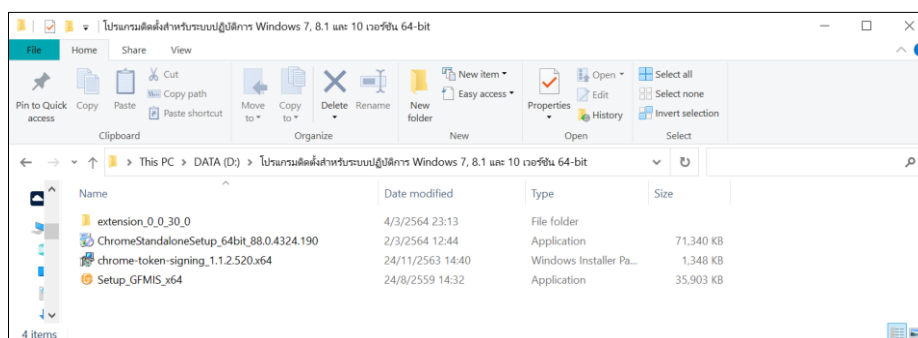 โปรแกรมติดตั้งสำหรับระบบปฏิบัติการ Windows 7, 8.1 และ 10 เวอร์ชัน 64-bit
File Home Share View
Pin to Quick access
Copy
Paste
Cut
Copy path
Paste shortcut
Move to
Copy to
Delete
Rename
New folder
New item
Easy access
Properties
Open
Edit
History
Select all
Select none
Invert selection
Clipboard Organize New Open Select
This PC > DATA (D:) > โปรแกรมติดตั้งสำหรับระบบปฏิบัติการ Windows 7, 8.1 และ 10 เวอร์ชัน 64-bit
Name Date modified Type Size
extension_0_0_30_0 4/3/2564 23:13 File folder
ChromeStandaloneSetup_64bit_88.0.4324.190 2/3/2564 12:44 Application 71,340 KB
chrome-token-signing_1.1.2.520.x64 24/11/2563 14:40 Windows Installer Pa... 1,348 KB
Setup_GFMIS_x64 24/8/2559 14:32 Application 35,903 KB
4 items